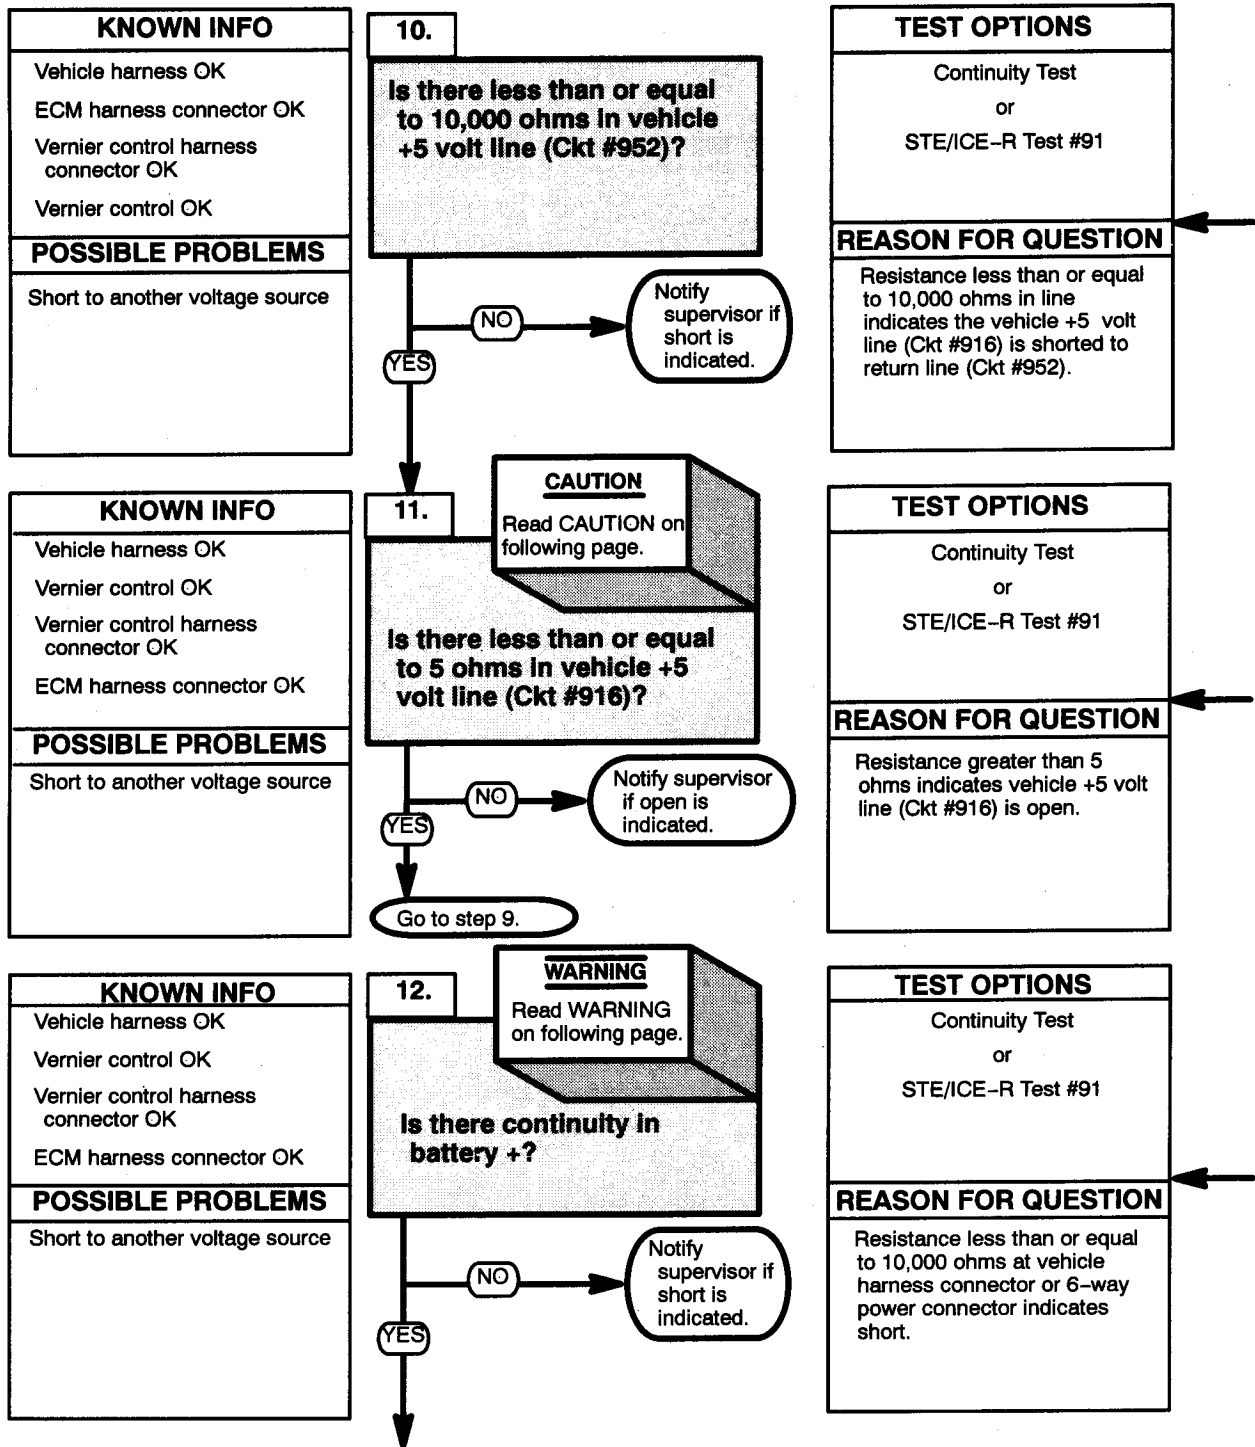 KNOWN INFO
Vehicle harness OK
ECM harness connector OK
Vernier control harness
connector OK
Vernier control OK
POSSIBLE PROBLEMS
Short to another voltage source
10.
Is there less than or equal
to 10,000 ohms in vehicle
+5 volt line (Ckt #952)?
NO
Notify
supervisor if
short is
indicated.
YES
TEST OPTIONS
Continuity Test
or
STE/ICE–R Test #91
REASON FOR QUESTION
Resistance less than or equal
to 10,000 ohms in line
indicates the vehicle +5 volt
line (Ckt #916) is shorted to
return line (Ckt #952).
KNOWN INFO
Vehicle harness OK
Vernier control OK
Vernier control harness
connector OK
ECM harness connector OK
POSSIBLE PROBLEMS
Short to another voltage source
11.
CAUTION
Read CAUTION on
following page.
Is there less than or equal
to 5 ohms in vehicle +5
volt line (Ckt #916)?
NO
Notify supervisor
if open is
indicated.
YES
Go to step 9.
TEST OPTIONS
Continuity Test
or
STE/ICE–R Test #91
REASON FOR QUESTION
Resistance greater than 5
ohms indicates vehicle +5 volt
line (Ckt #916) is open.
KNOWN INFO
Vehicle harness OK
Vernier control OK
Vernier control harness
connector OK
ECM harness connector OK
POSSIBLE PROBLEMS
Short to another voltage source
12.
WARNING
Read WARNING
on following page.
Is there continuity in
battery +?
NO
Notify
supervisor if
short is
indicated.
YES
TEST OPTIONS
Continuity Test
or
STE/ICE–R Test #91
REASON FOR QUESTION
Resistance less than or equal
to 10,000 ohms at vehicle
harness connector or 6–way
power connector indicates
short.